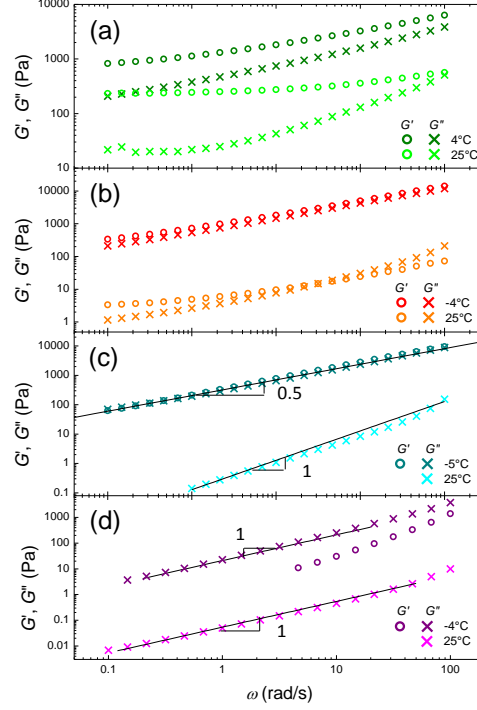 (a)
10000
1000
100
10
G', G'' (Pa)
G' G''
4°C
25°C
(b)
10000
1000
100
10
1
G', G'' (Pa)
G' G''
-4°C
25°C
(c)
10000
1000
100
10
1
0.1
G', G'' (Pa)
0.5
1
G' G''
-5°C
25°C
(d)
1000
100
10
1
0.1
0.01
G', G'' (Pa)
1
1
G' G''
-4°C
25°C
0.1 1 10 100
ω (rad/s)